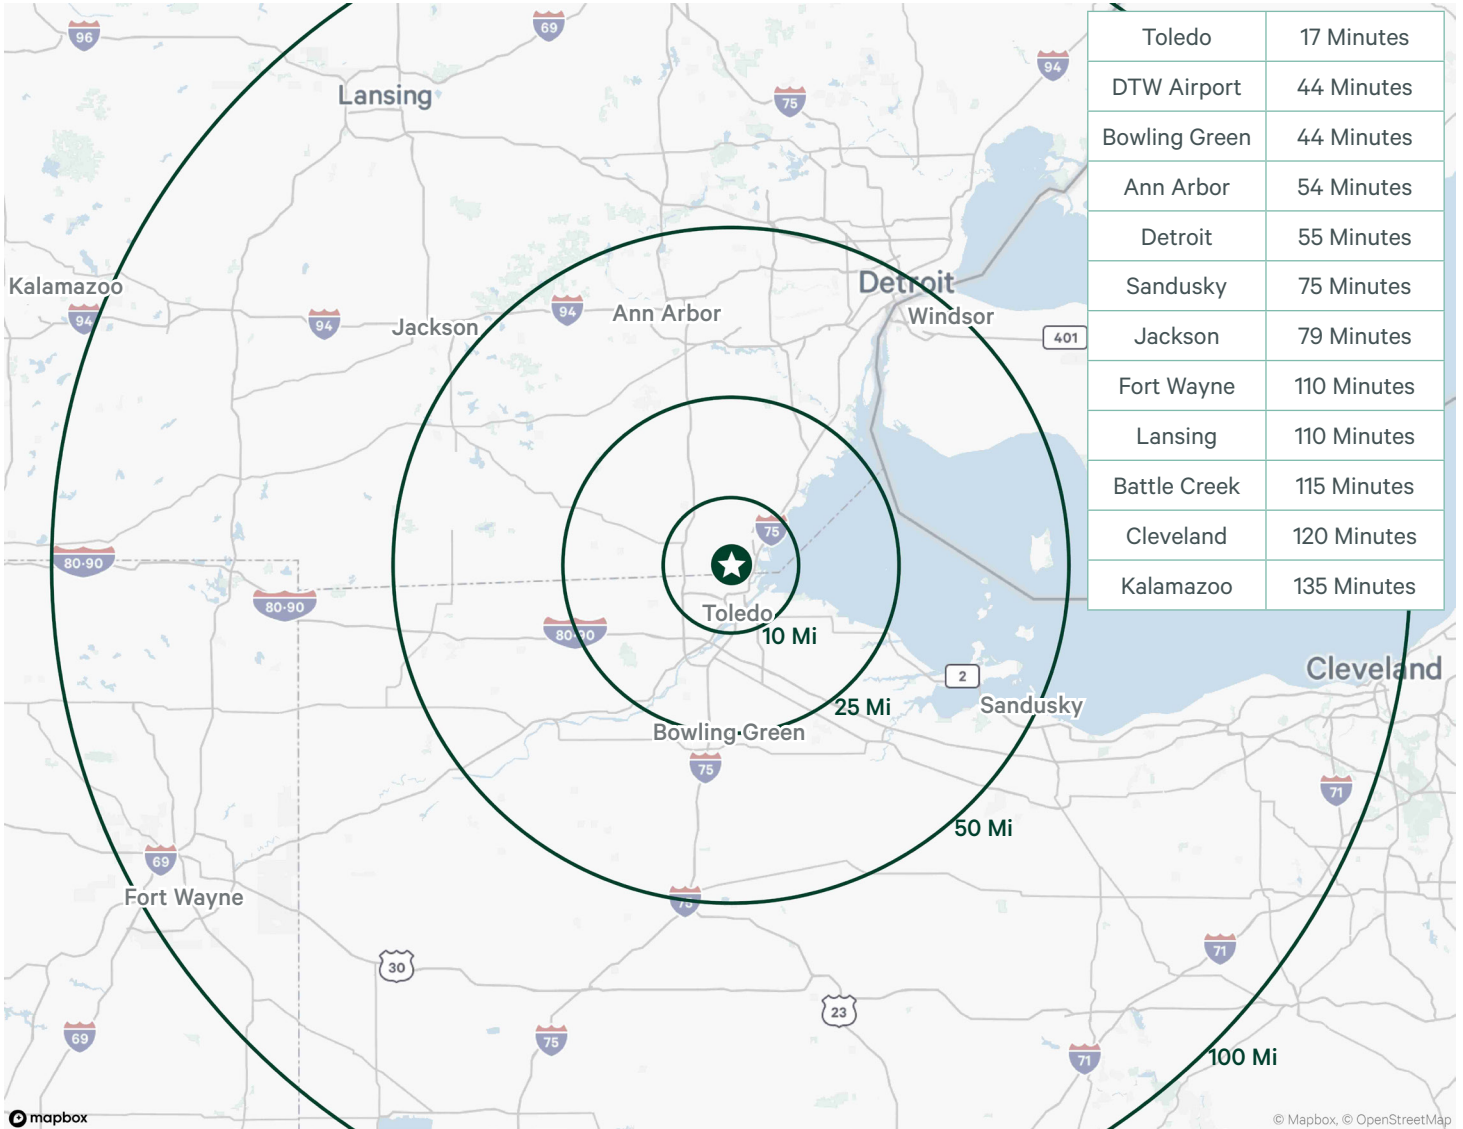 96
69
94
75
Lansing
Toledo 17 Minutes
DTW Airport 44 Minutes
Bowling Green 44 Minutes
Ann Arbor 54 Minutes
Detroit 55 Minutes
Sandusky 75 Minutes
Jackson 79 Minutes
Fort Wayne 110 Minutes
Lansing 110 Minutes
Battle Creek 115 Minutes
Cleveland 120 Minutes
Kalamazoo 135 Minutes
Kalamazoo
Detroit
94
94
94
Jackson
Ann Arbor
Windsor
401
75
80-90
80-90
80-90
Toledo
10 Mi
2
Cleveland
25 Mi
Sandusky
Bowling Green
75
71
50 Mi
69
Fort Wayne
75
71
30
23
69
75
71
100 Mi
mapbox
© Mapbox, © OpenStreetMap